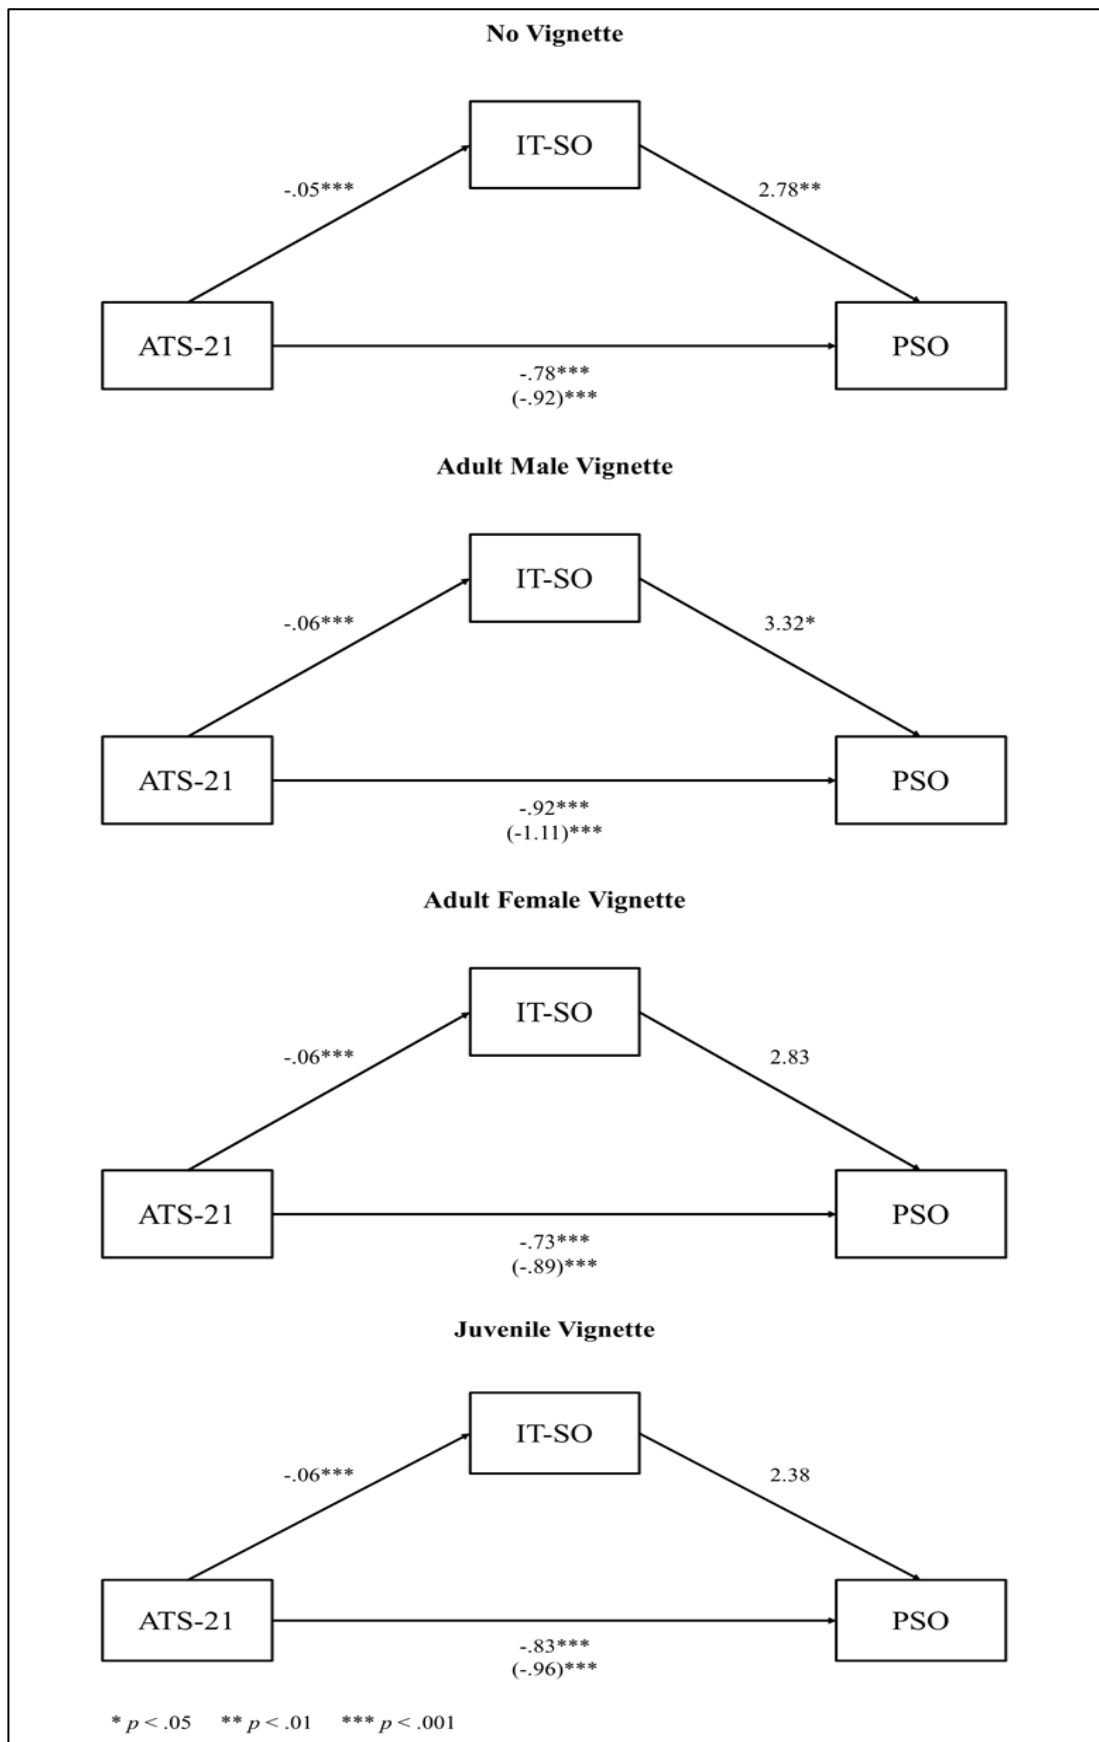 No Vignette
IT-SO
-.05***
2.78**
ATS-21
PSO
-.78***
(-.92)***
Adult Male Vignette
IT-SO
-.06***
3.32*
ATS-21
PSO
-.92***
(-1.11)***
Adult Female Vignette
IT-SO
-.06***
2.83
ATS-21
PSO
-.73***
(-.89)***
Juvenile Vignette
IT-SO
-.06***
2.38
ATS-21
PSO
-.83***
(-.96)***
* p < .05 ** p < .01 *** p < .001